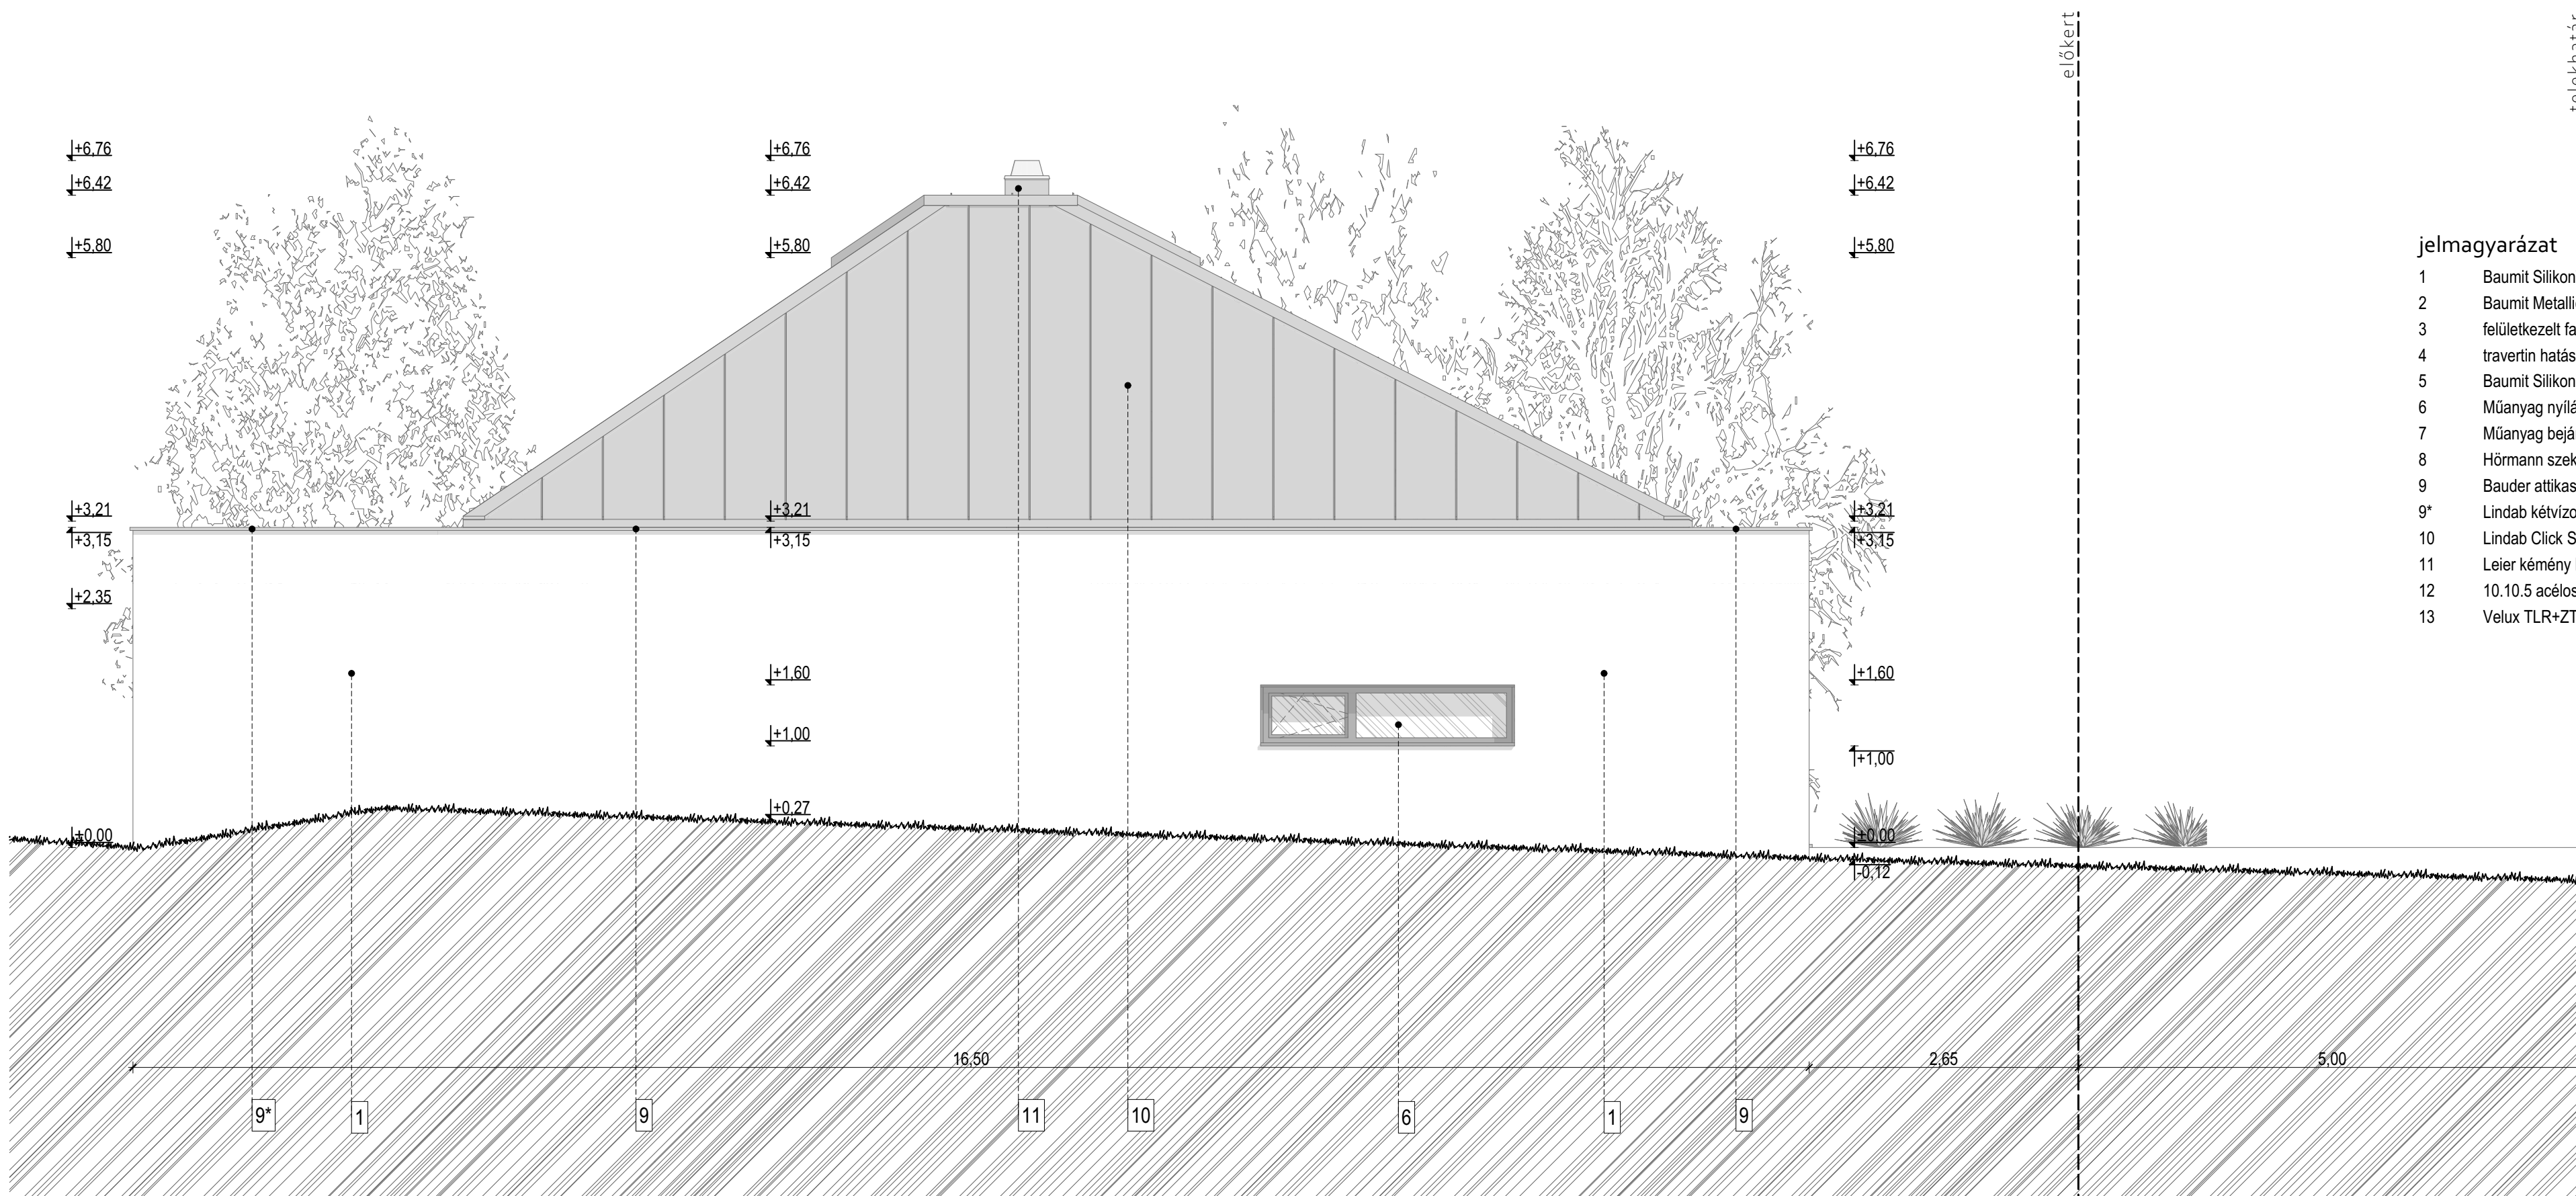 előkert
+6,76
+6,42
+5,80
+3,21
+3,15
+2,35
±0,00
+6,76
+6,42
+5,80
+3,21
+3,15
+1,60
+1,00
+0,27
+6,76
+6,42
+5,80
+3,21
+3,15
+1,60
+1,00
±0,00
-0,12
jelmagyarázat
1 Baumit Silikon
2 Baumit Metalli
3 felületkezelt fa
4 travertin hatás
5 Baumit Silikon
6 Műanyag nyílá
7 Műanyag bejá
8 Hörmann szek
9 Bauder attikas
9* Lindab kétvízo
10 Lindab Click S
11 Leier kémény
12 10.10.5 acélos
13 Velux TLR+ZT
16,50 2,65 5,00
9* 1 9 11 10 6 1 9